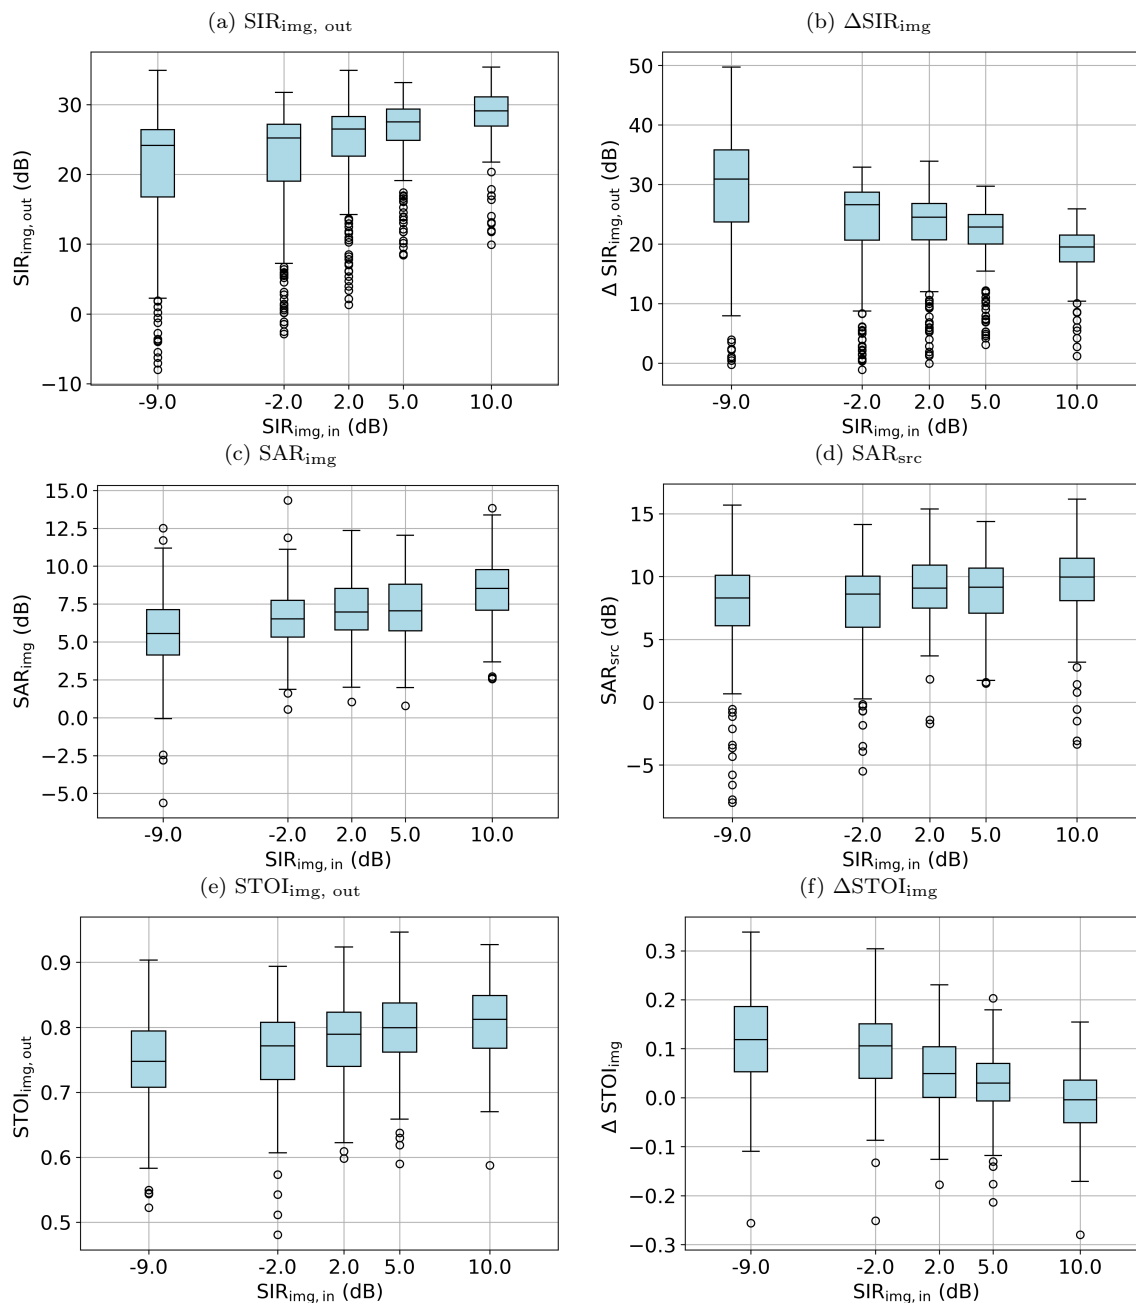 (a) SIRimg, out
30
20
10
0
−10
SIRimg,out (dB)
-9.0 -2.0 2.0 5.0 10.0
SIRimg,in (dB)
(b) ΔSIRimg
50
40
30
20
10
0
Δ SIRimg,out (dB)
-9.0 -2.0 2.0 5.0 10.0
SIRimg,in (dB)
(c) SARimg
15.0
12.5
10.0
7.5
5.0
2.5
0.0
−2.5
−5.0
SARimg (dB)
-9.0 -2.0 2.0 5.0 10.0
SIRimg,in (dB)
(d) SARsrc
15
10
5
0
−5
SARsrc (dB)
-9.0 -2.0 2.0 5.0 10.0
SIRimg,in (dB)
(e) STOIimg, out
0.9
0.8
0.7
0.6
0.5
STOIimg,out
-9.0 -2.0 2.0 5.0 10.0
SIRimg,in (dB)
(f) ΔSTOIimg
0.3
0.2
0.1
0.0
−0.1
−0.2
−0.3
Δ STOIimg
-9.0 -2.0 2.0 5.0 10.0
SIRimg,in (dB)